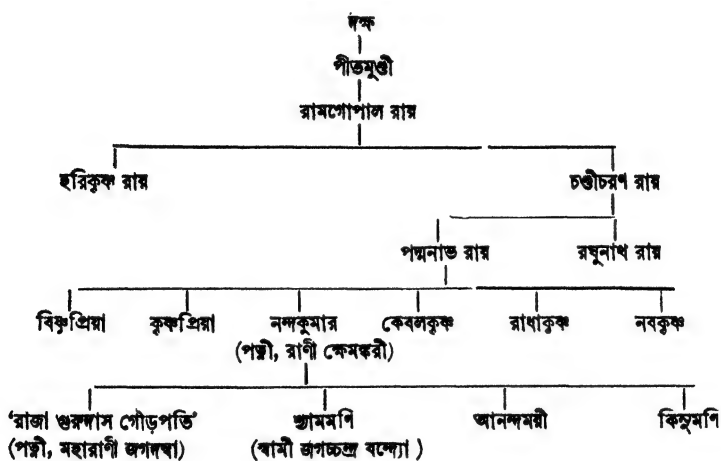 দক্ষ
পীতমুণ্ডী
রামগোপাল রায়
হরিকৃষ্ণ রায় চণ্ডীচরণ রায়
পদ্মনাভ রায় রঘুনাথ রায়
বিষ্ণুপ্রিয়া কৃষ্ণপ্রিয়া নন্দকুমার কেবলকৃষ্ণ রাধাকৃষ্ণ নবকৃষ্ণ
(পত্নী, রাণী ক্ষেমঙ্করী)
‘রাজা গুরুদাস গৌড়পতি’ শ্যামমণি আনন্দময়ী কিনুমণি
(পত্নী, মহারাণী জগদম্বা) (স্বামী জগচ্চন্দ্র বন্দ্যো)